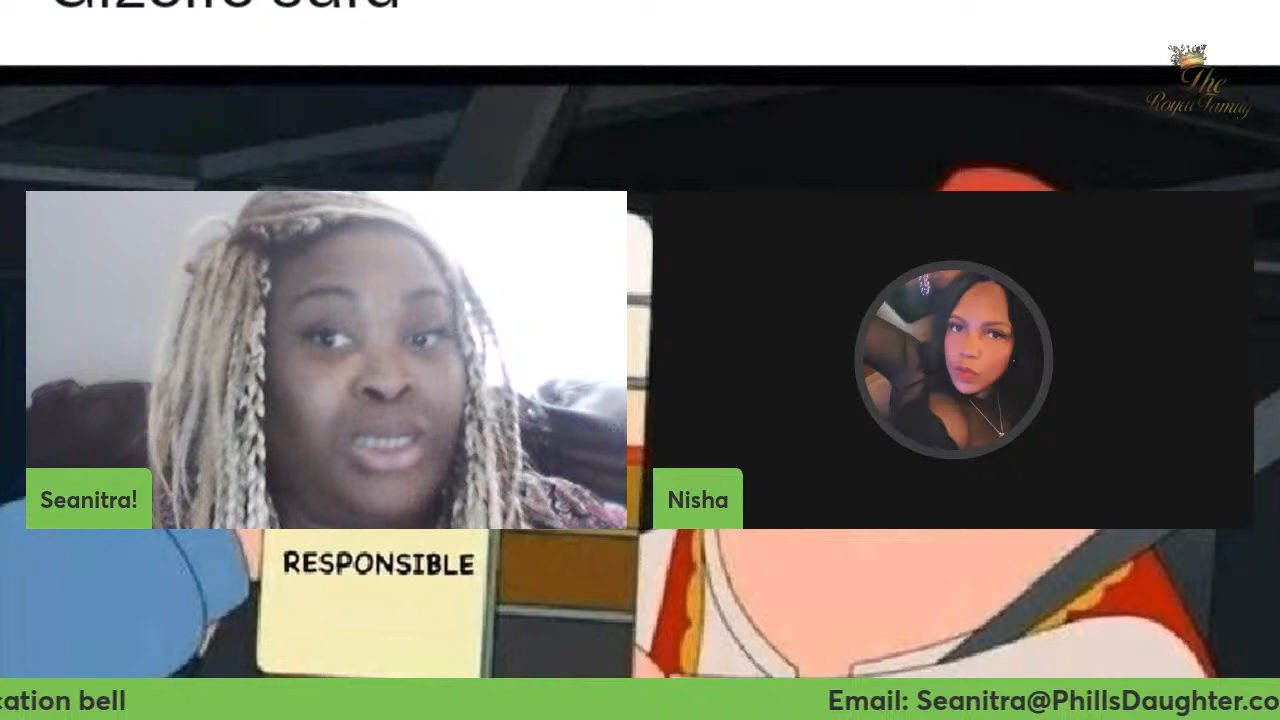 The
Royal Family
Seanitra!
Nisha
RESPONSIBLE
cation bell
Email: Seanitra@PhillsDaughter.co